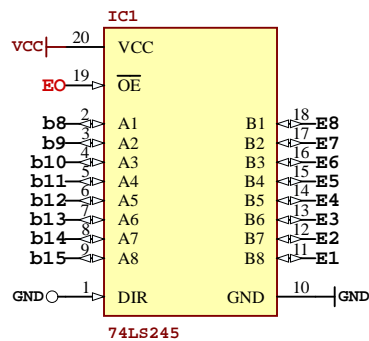 IC1
VCC 20 VCC
EO 19 OE
b8 2 A1 B1 18 E8
b9 3 A2 B2 17 E7
b10 4 A3 B3 16 E6
b11 5 A4 B4 15 E5
b12 6 A5 B5 14 E4
b13 7 A6 B6 13 E3
b14 8 A7 B7 12 E2
b15 9 A8 B8 11 E1
GND 1 DIR GND 10 GND
74LS245